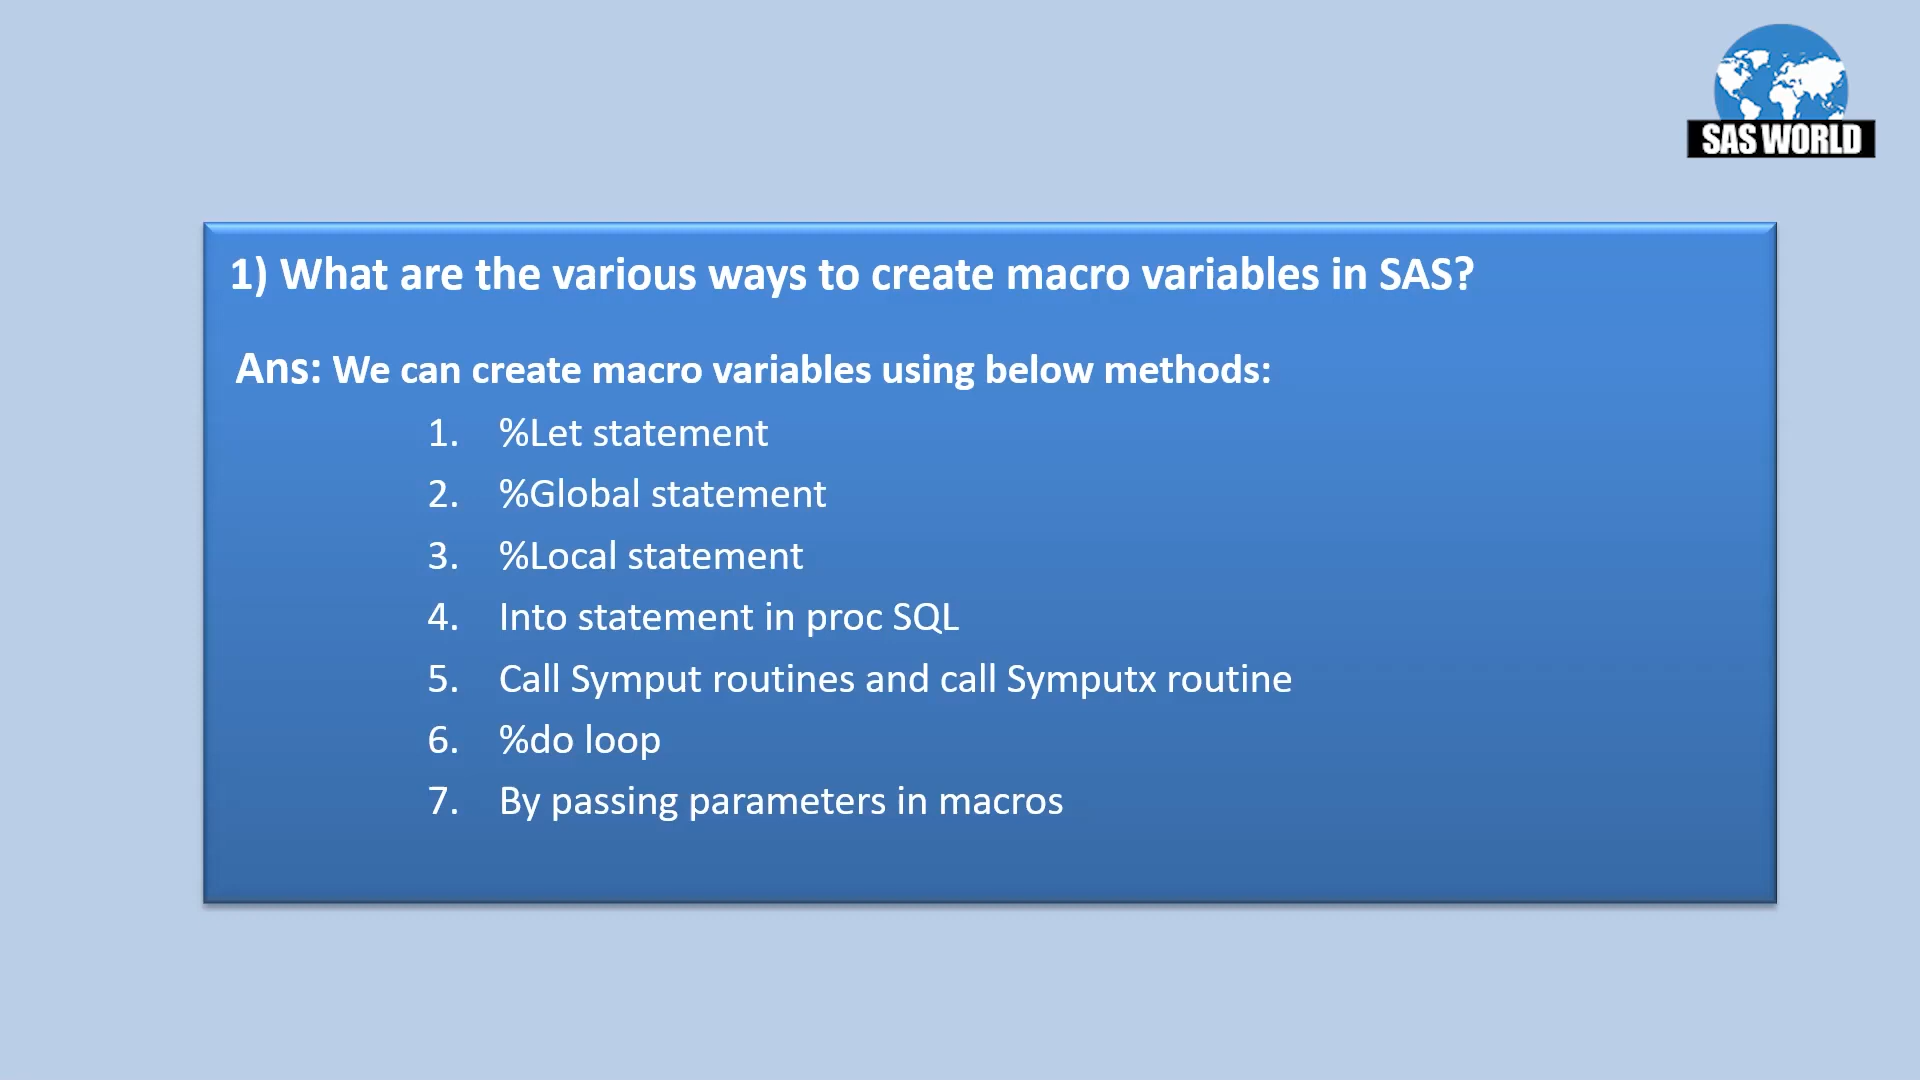 SAS WORLD
1) What are the various ways to create macro variables in SAS?
Ans: We can create macro variables using below methods:
1. %Let statement
2. %Global statement
3. %Local statement
4. Into statement in proc SQL
5. Call Symput routines and call Symputx routine
6. %do loop
7. By passing parameters in macros